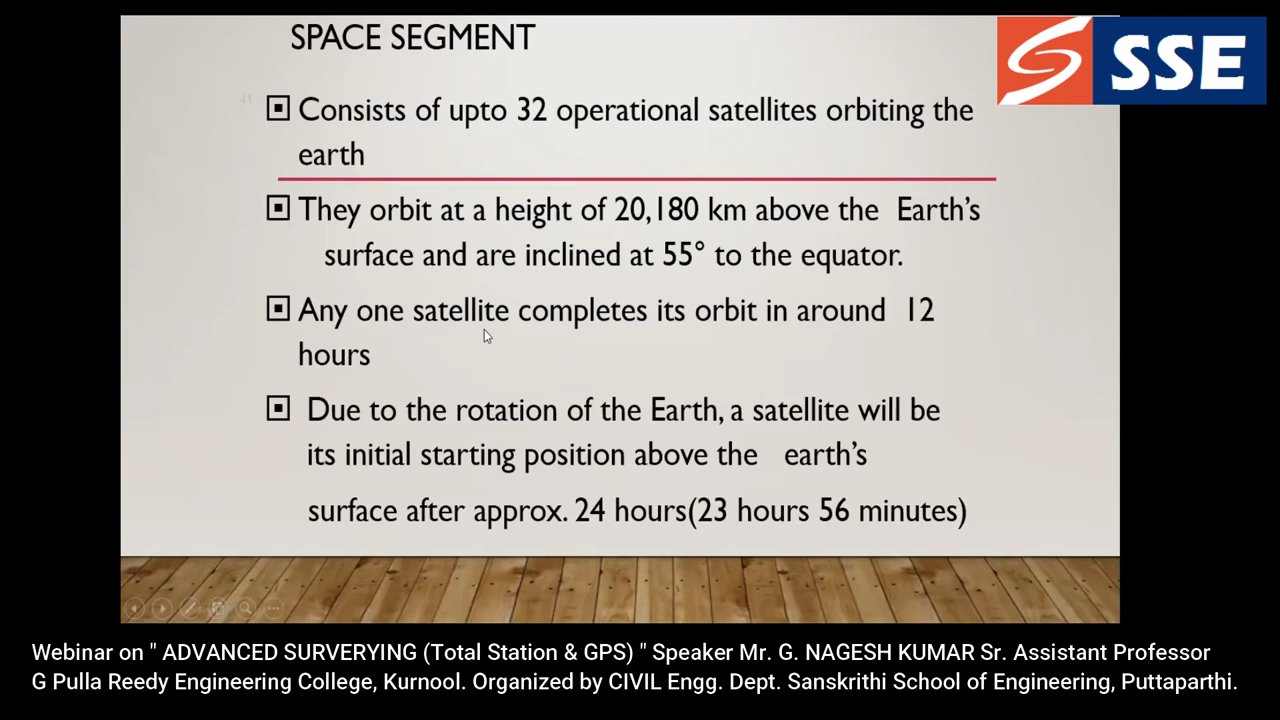 SPACE SEGMENT
SSE
41
Consists of upto 32 operational satellites orbiting the
earth
They orbit at a height of 20,180 km above the Earth's
surface and are inclined at 55° to the equator.
Any one satellite completes its orbit in around 12
hours
Due to the rotation of the Earth, a satellite will be
its initial starting position above the earth's
surface after approx. 24 hours(23 hours 56 minutes)
Webinar on " ADVANCED SURVERYING (Total Station & GPS) " Speaker Mr. G. NAGESH KUMAR Sr. Assistant Professor
G Pulla Reedy Engineering College, Kurnool. Organized by CIVIL Engg. Dept. Sanskrithi School of Engineering, Puttaparthi.